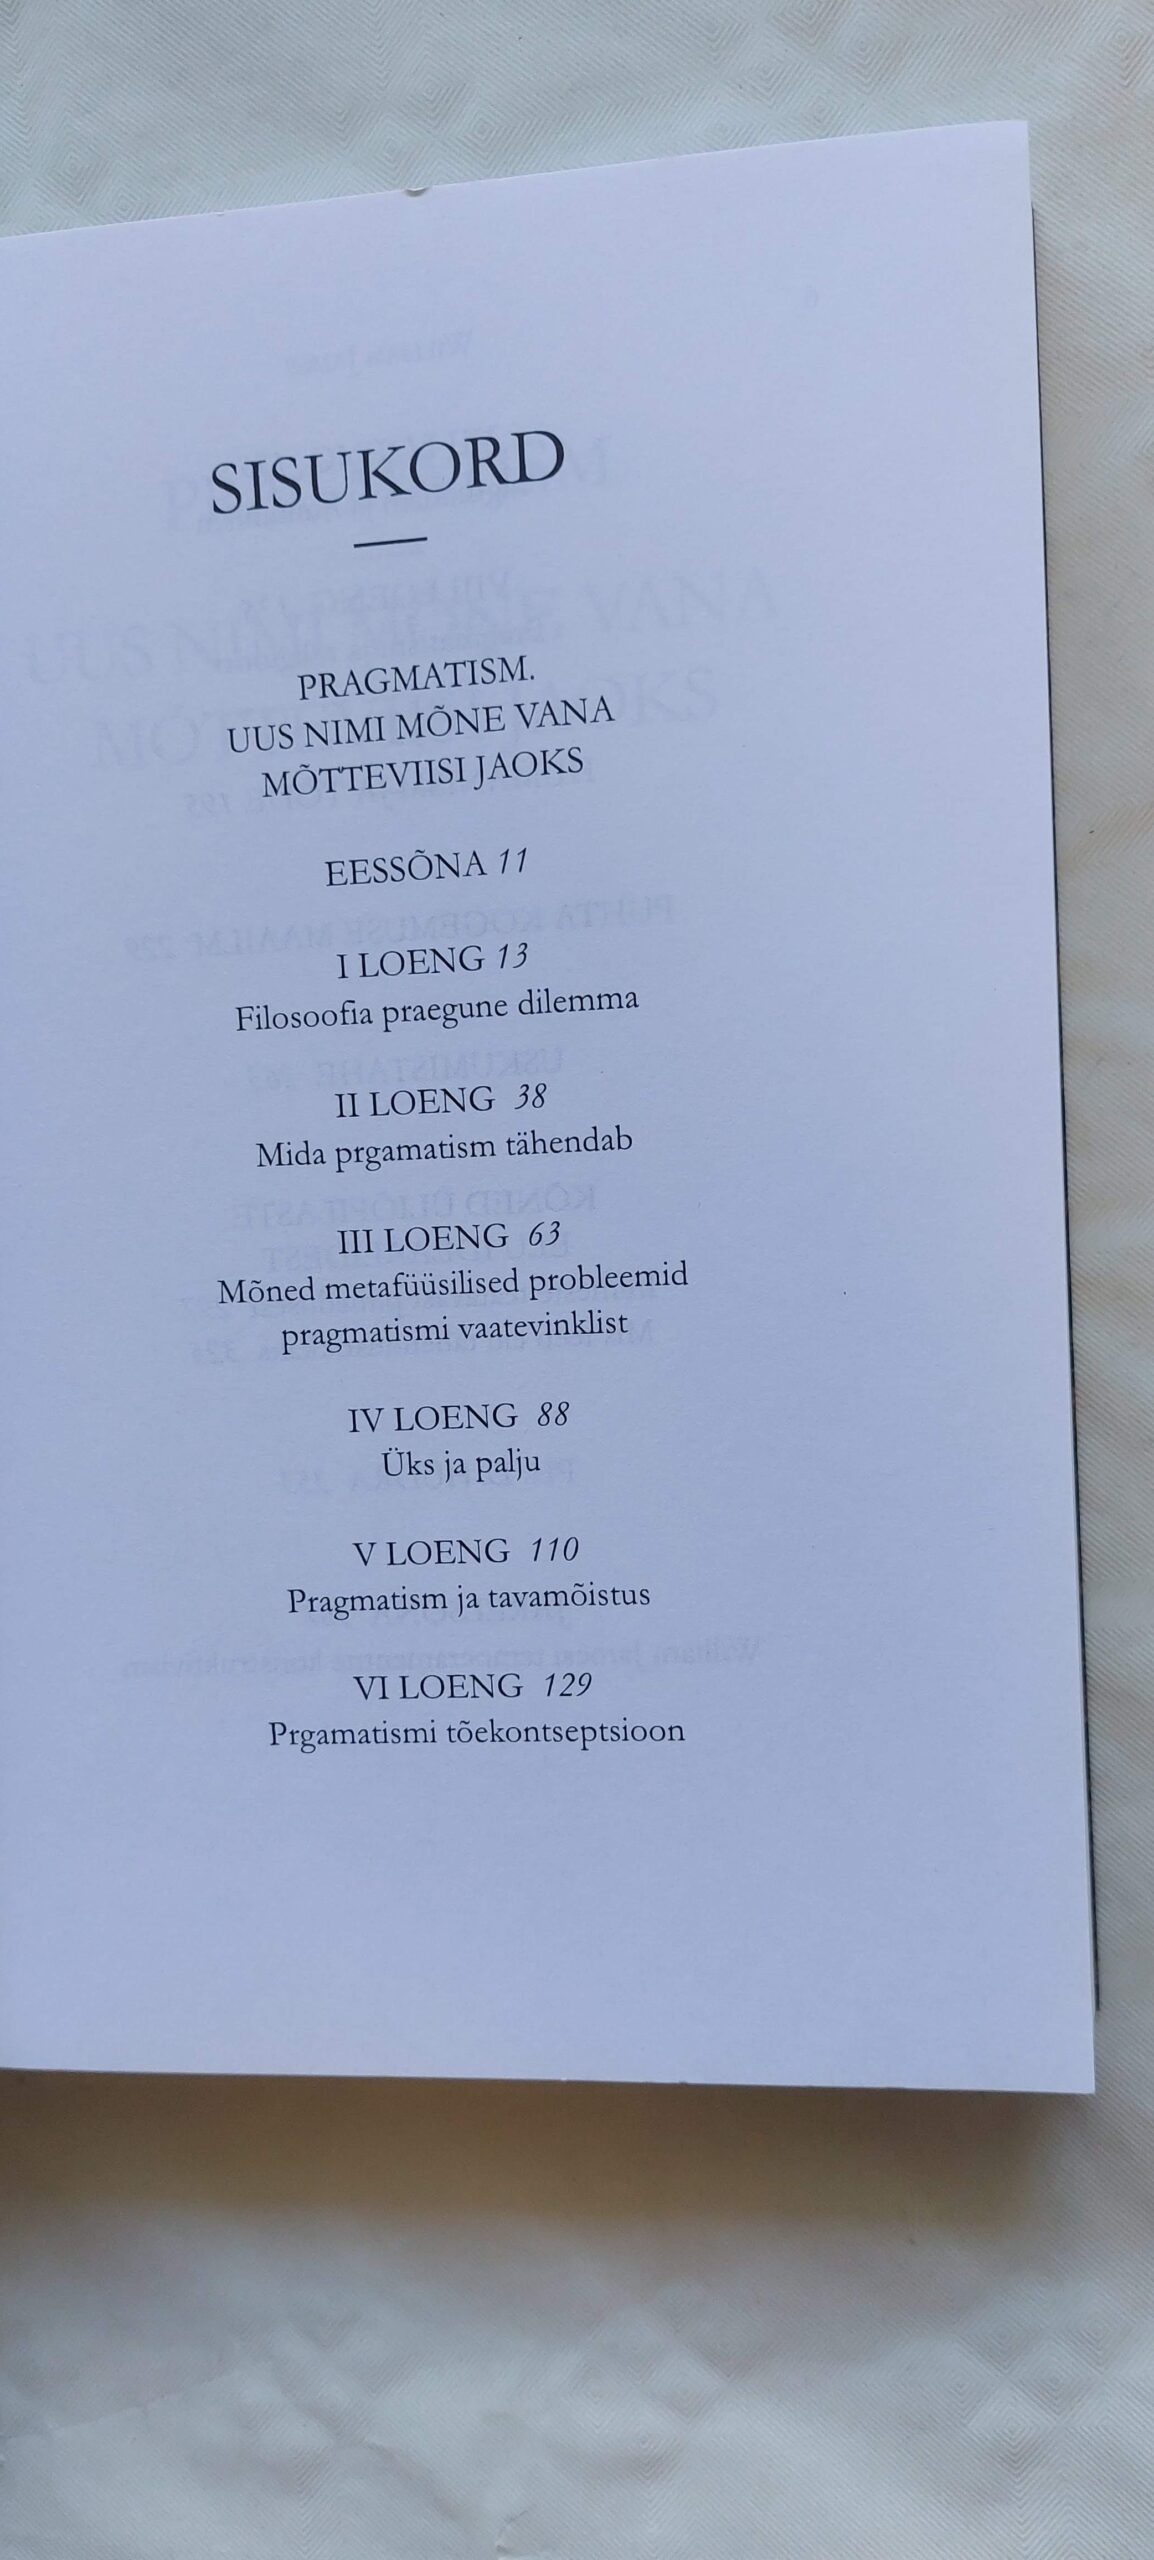 SISUKORD
PRAGMATISM.
UUS NIMI MÕNE VANA
MÕTTEVIISI JAOKS
EESSÕNA 11
I LOENG 13
Filosoofia praegune dilemma
II LOENG 38
Mida prgamatism tähendab
III LOENG 63
Mõned metafüüsilised probleemid
pragmatismi vaatevinklist
IV LOENG 88
Üks ja palju
V LOENG 110
Pragmatism ja tavamõistus
VI LOENG 129
Prgamatismi tõekontseptsioon